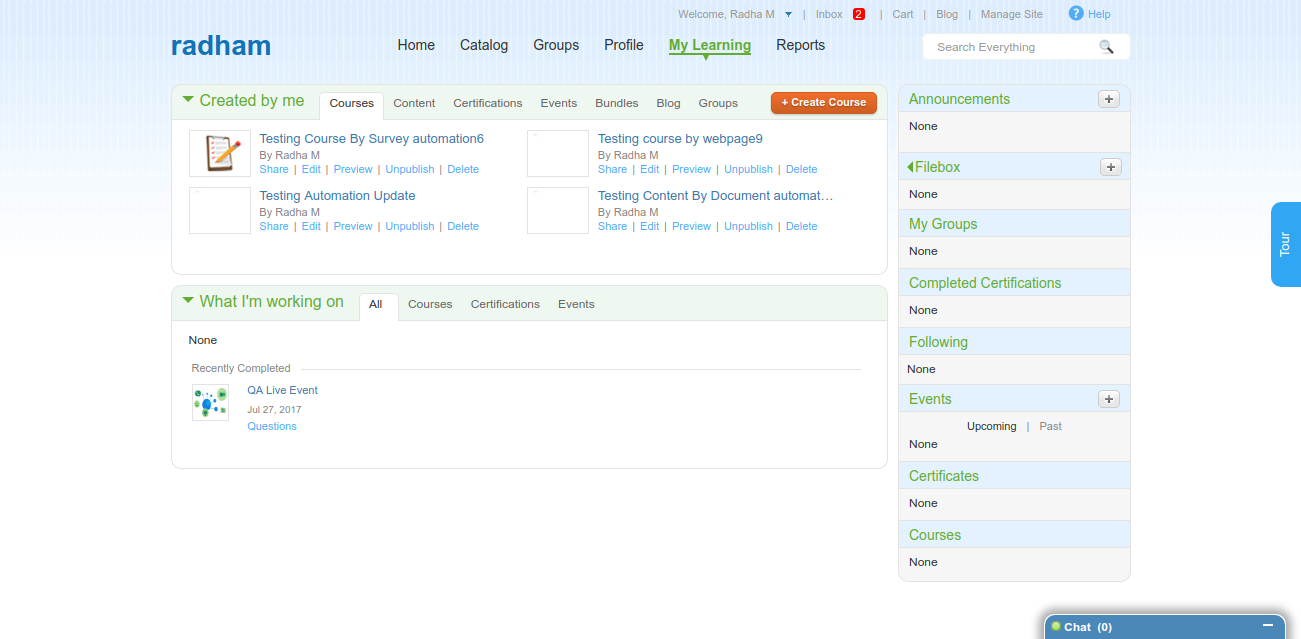 Welcome, Radha M | Inbox 2 | Cart | Blog | Manage Site ? Help
radham
Home Catalog Groups Profile My Learning Reports
Search Everything
Created by me Courses Content Certifications Events Bundles Blog Groups + Create Course
Testing Course By Survey automation6
By Radha M
Share | Edit | Preview | Unpublish | Delete
Testing course by webpage9
By Radha M
Share | Edit | Preview | Unpublish | Delete
Testing Automation Update
By Radha M
Share | Edit | Preview | Unpublish | Delete
Testing Content By Document automat…
By Radha M
Share | Edit | Preview | Unpublish | Delete
What I'm working on All Courses Certifications Events
None
Recently Completed
QA Live Event
Jul 27, 2017
Questions
Announcements +
None
Filebox +
None
My Groups
None
Completed Certifications
None
Following
None
Events +
Upcoming | Past
None
Certificates
None
Courses
None
Tour
Chat (0)